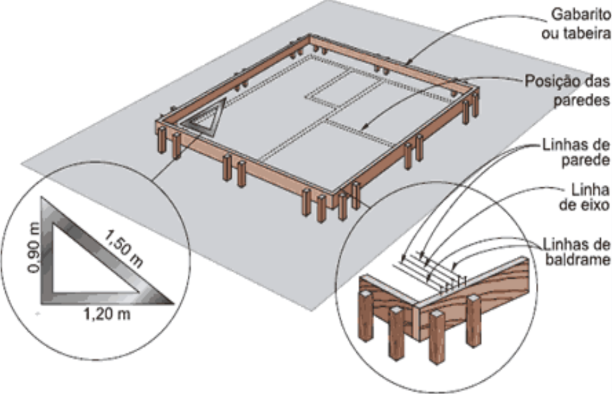 Gabarito
ou tabeira
Posição das
paredes
Linhas de
parede
Linha
de eixo
Linhas de
baldrame
0,90 m
1,50 m
1,20 m